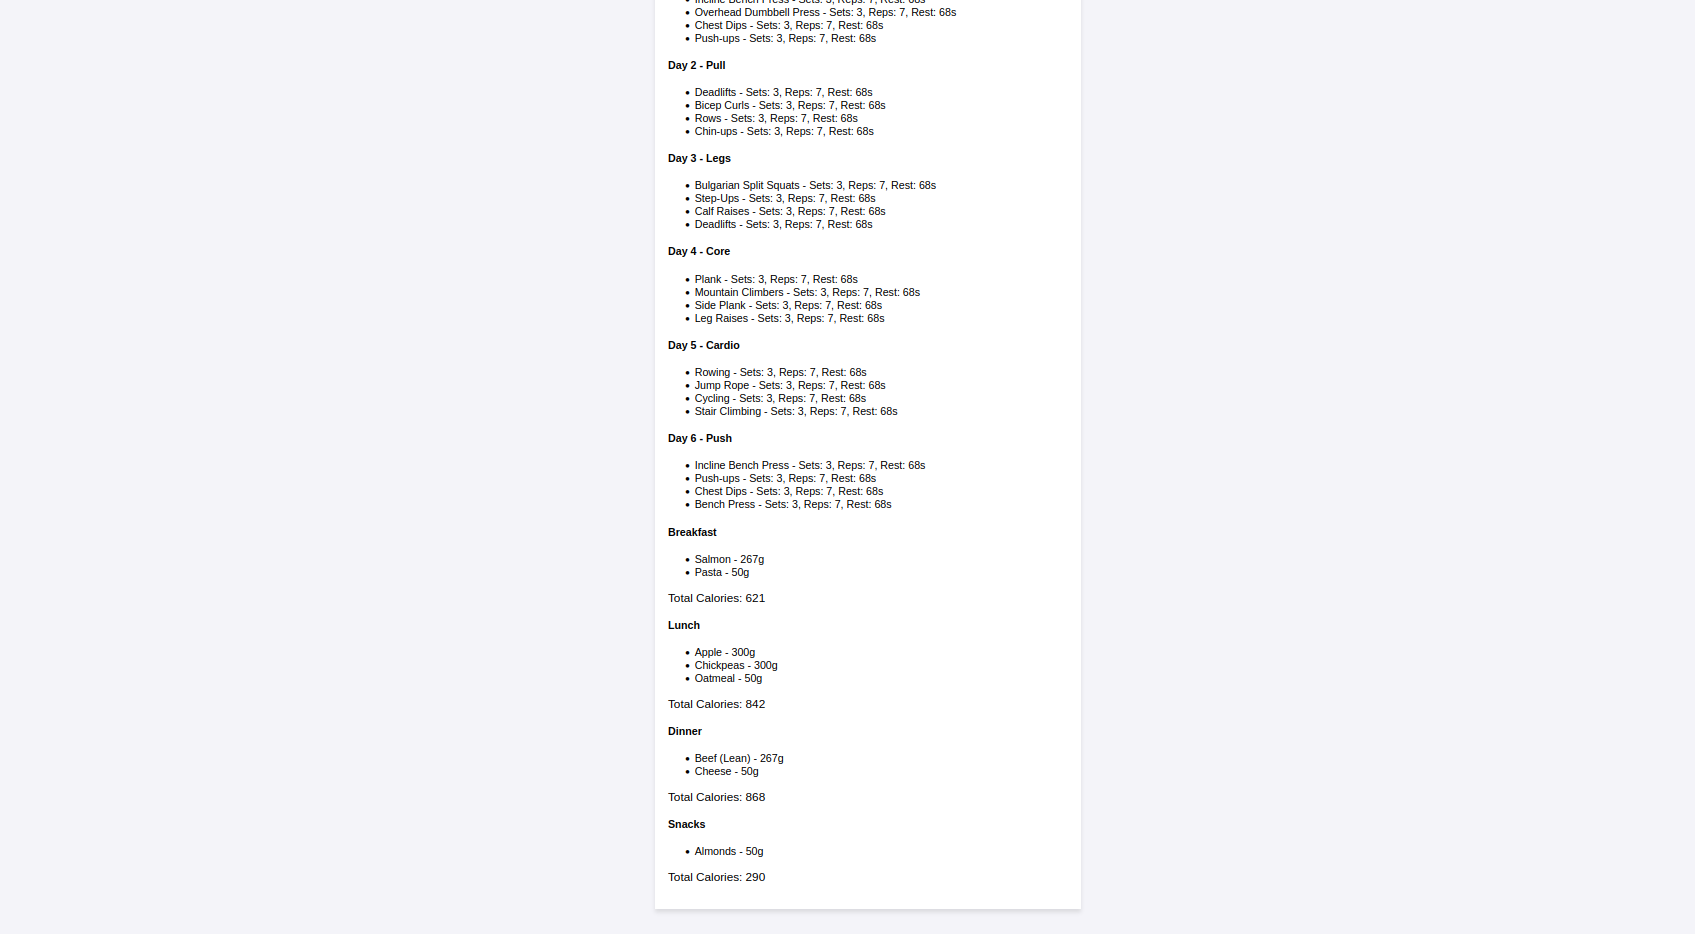 Incline Bench Press - Sets: 3, Reps: 7, Rest: 68s
Overhead Dumbbell Press - Sets: 3, Reps: 7, Rest: 68s
Chest Dips - Sets: 3, Reps: 7, Rest: 68s
Push-ups - Sets: 3, Reps: 7, Rest: 68s
Day 2 - Pull
Deadlifts - Sets: 3, Reps: 7, Rest: 68s
Bicep Curls - Sets: 3, Reps: 7, Rest: 68s
Rows - Sets: 3, Reps: 7, Rest: 68s
Chin-ups - Sets: 3, Reps: 7, Rest: 68s
Day 3 - Legs
Bulgarian Split Squats - Sets: 3, Reps: 7, Rest: 68s
Step-Ups - Sets: 3, Reps: 7, Rest: 68s
Calf Raises - Sets: 3, Reps: 7, Rest: 68s
Deadlifts - Sets: 3, Reps: 7, Rest: 68s
Day 4 - Core
Plank - Sets: 3, Reps: 7, Rest: 68s
Mountain Climbers - Sets: 3, Reps: 7, Rest: 68s
Side Plank - Sets: 3, Reps: 7, Rest: 68s
Leg Raises - Sets: 3, Reps: 7, Rest: 68s
Day 5 - Cardio
Rowing - Sets: 3, Reps: 7, Rest: 68s
Jump Rope - Sets: 3, Reps: 7, Rest: 68s
Cycling - Sets: 3, Reps: 7, Rest: 68s
Stair Climbing - Sets: 3, Reps: 7, Rest: 68s
Day 6 - Push
Incline Bench Press - Sets: 3, Reps: 7, Rest: 68s
Push-ups - Sets: 3, Reps: 7, Rest: 68s
Chest Dips - Sets: 3, Reps: 7, Rest: 68s
Bench Press - Sets: 3, Reps: 7, Rest: 68s
Breakfast
Salmon - 267g
Pasta - 50g
Total Calories: 621
Lunch
Apple - 300g
Chickpeas - 300g
Oatmeal - 50g
Total Calories: 842
Dinner
Beef (Lean) - 267g
Cheese - 50g
Total Calories: 868
Snacks
Almonds - 50g
Total Calories: 290